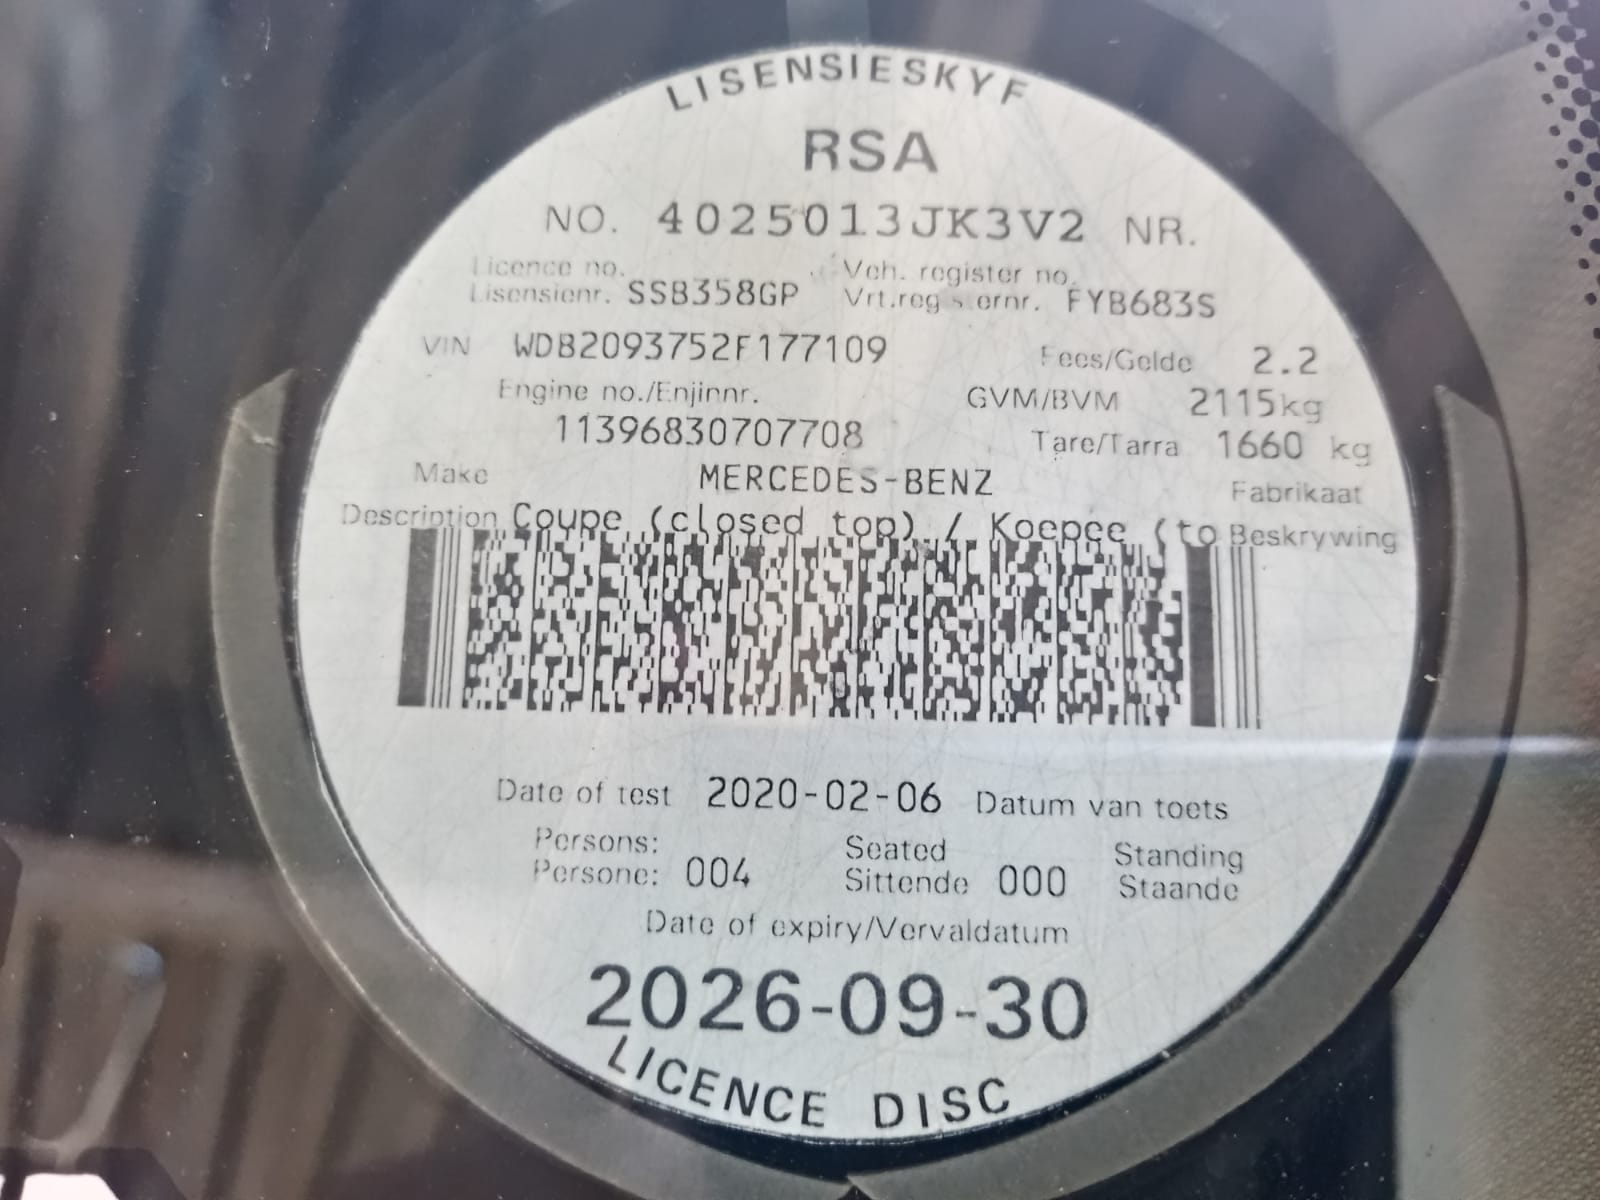 LISENSIESKYF
RSA
NO. 4025013JK3V2 NR.
Licence no. Veh. register no.
Lisensienr. SSB358GP Vrt.registernr. FYB683S
VIN WDB2093752F177109 Fees/Gelde 2.2
Engine no./Enjinnr. GVM/BVM 2115kg
11396830707708 Tare/Tarra 1660 kg
Make MERCEDES-BENZ Fabrikaat
Description Coupe (closed top) / Koepee (to Beskrywing
Date of test 2020-02-06 Datum van toets
Persons: Seated Standing
Persone: 004 Sittende 000 Staande
Date of expiry/Vervaldatum
2026-09-30
LICENCE DISC